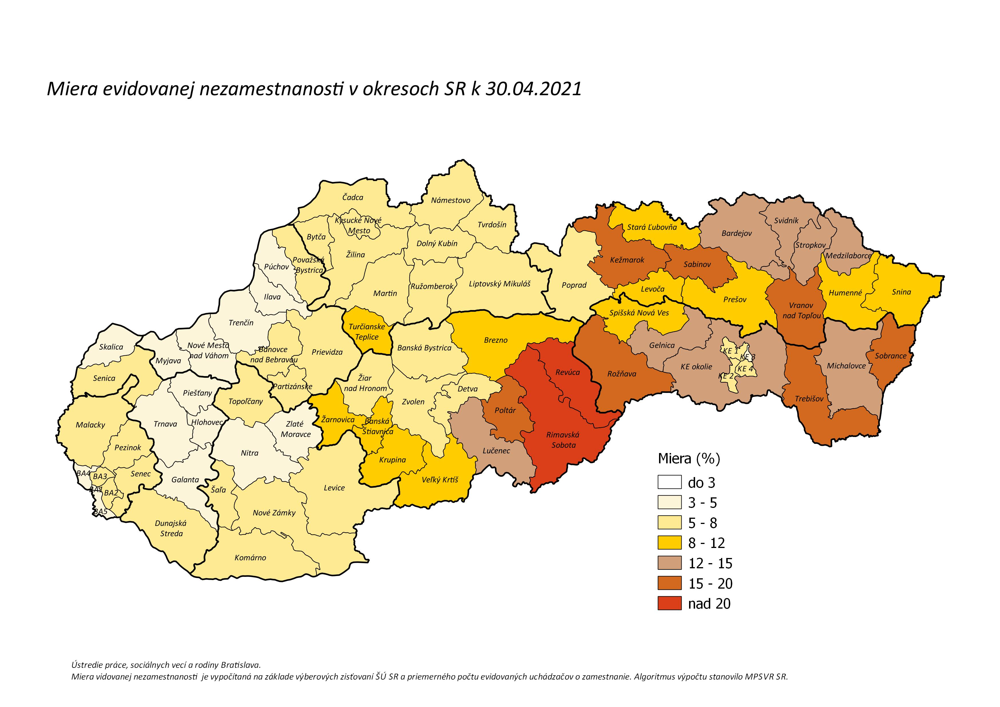 Miera evidovanej nezamestnanosti v okresoch SR k 30.04.2021
Čadca
Námestovo
Kysucké Nové
Mesto
Tvrdošín
Bytča
Dolný Kubín
Žilina
Považská
Bystrica
Púchov
Ilava
Martin
Ružomberok
Liptovský Mikuláš
Poprad
Kežmarok
Stará Ľubovňa
Sabinov
Levoča
Bardejov
Svidník
Stropkov
Medzilaborce
Prešov
Vranov
nad Topľou
Humenné
Snina
Spišská Nová Ves
Gelnica
KE okolie
KE 1
KE 3
KE 4
KE 2
Rožňava
Michalovce
Sobrance
Trebišov
Trenčín
Turčianske
Teplice
Brezno
Banská Bystrica
Prievidza
Bánovce
nad Bebravou
Nové Mesto
nad Váhom
Skalica
Myjava
Senica
Partizánske
Žiar
nad Hronom
Detva
Revúca
Piešťany
Topoľčany
Zvolen
Poltár
Trnava
Hlohovec
Zlaté
Moravce
Žarnovica
Banská
Štiavnica
Malacky
Pezinok
Nitra
Krupina
Lučenec
Rimavská
Sobota
Senec
BA4
BA3
BA1
BA2
BA5
Galanta
Šaľa
Levice
Veľký Krtíš
Nové Zámky
Dunajská
Streda
Komárno
Miera (%)
do 3
3 - 5
5 - 8
8 - 12
12 - 15
15 - 20
nad 20
Ústredie práce, sociálnych vecí a rodiny Bratislava.
Miera vidovanej nezamestnanosti je vypočítaná na základe výberových zisťovaní ŠÚ SR a priemerného počtu evidovaných uchádzačov o zamestnanie. Algoritmus výpočtu stanovilo MPSVR SR.